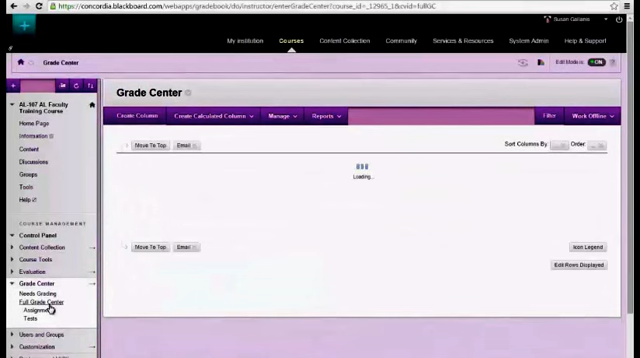 https://concordia.blackboard.com/webapps/gradebook/do/instructor/enterGradeCenter?course_id=_12965_1&cvid=fullGC
My Institution Courses Content Collection Community Services & Resources System Admin Help & Support
Grade Center Edit Mode is: ON
AL-107 AL Faculty
Training Course
Home Page
Information
Content
Discussions
Groups
Tools
Help
COURSE MANAGEMENT
Control Panel
Content Collection
Course Tools
Evaluation
Grade Center
Needs Grading
Full Grade Center
Tests
Users and Groups
Customization
Grade Center
Create Column Create Calculated Column Manage Reports Filter Work Offline
Move To Top Email Sort Columns By: Order:
Loading...
Move To Top Email Icon Legend
Edit Rows Displayed